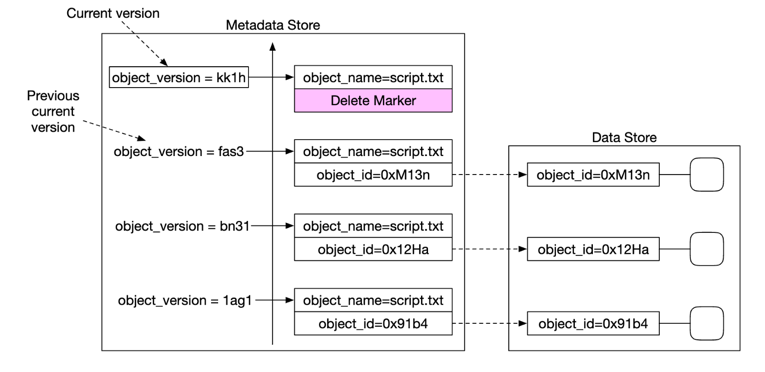 Current version
Metadata Store
object_version = kk1h
object_name=script.txt
Delete Marker
Previous
current
version
object_version = fas3
object_name=script.txt
object_id=0xM13n
Data Store
object_id=0xM13n
object_version = bn31
object_name=script.txt
object_id=0x12Ha
object_id=0x12Ha
object_version = 1ag1
object_name=script.txt
object_id=0x91b4
object_id=0x91b4